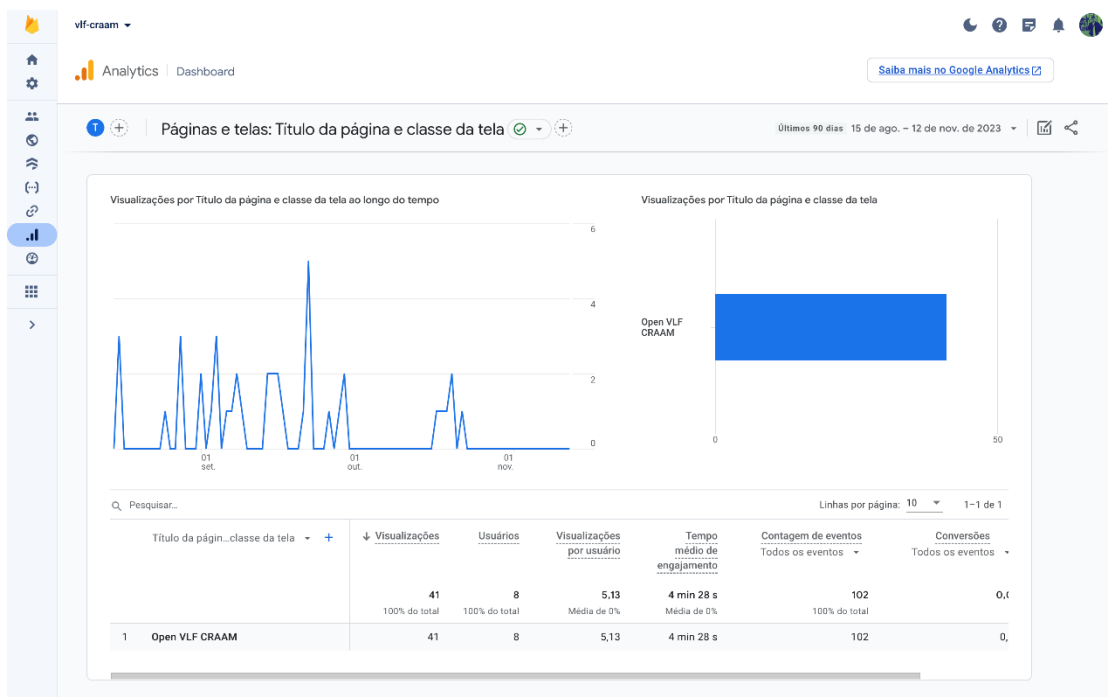 vlf-craam
Analytics
Dashboard
Saiba mais no Google Analytics
T
Páginas e telas: Título da página e classe da tela
Últimos 90 dias 15 de ago. – 12 de nov. de 2023
Visualizações por Título da página e classe da tela ao longo do tempo
6
4
2
0
01
set.
01
out.
01
nov.
Visualizações por Título da página e classe da tela
Open VLF
CRAAM
0
50
Pesquisar...
Linhas por página: 10
1–1 de 1
Título da págin…classe da tela
Visualizações
Usuários
Visualizações
por usuário
Tempo
médio de
engajamento
Contagem de eventos
Todos os eventos
Conversões
Todos os eventos
41
8
5,13
4 min 28 s
102
100% do total
100% do total
Média de 0%
Média de 0%
100% do total
1 Open VLF CRAAM 41 8 5,13 4 min 28 s 102 0,